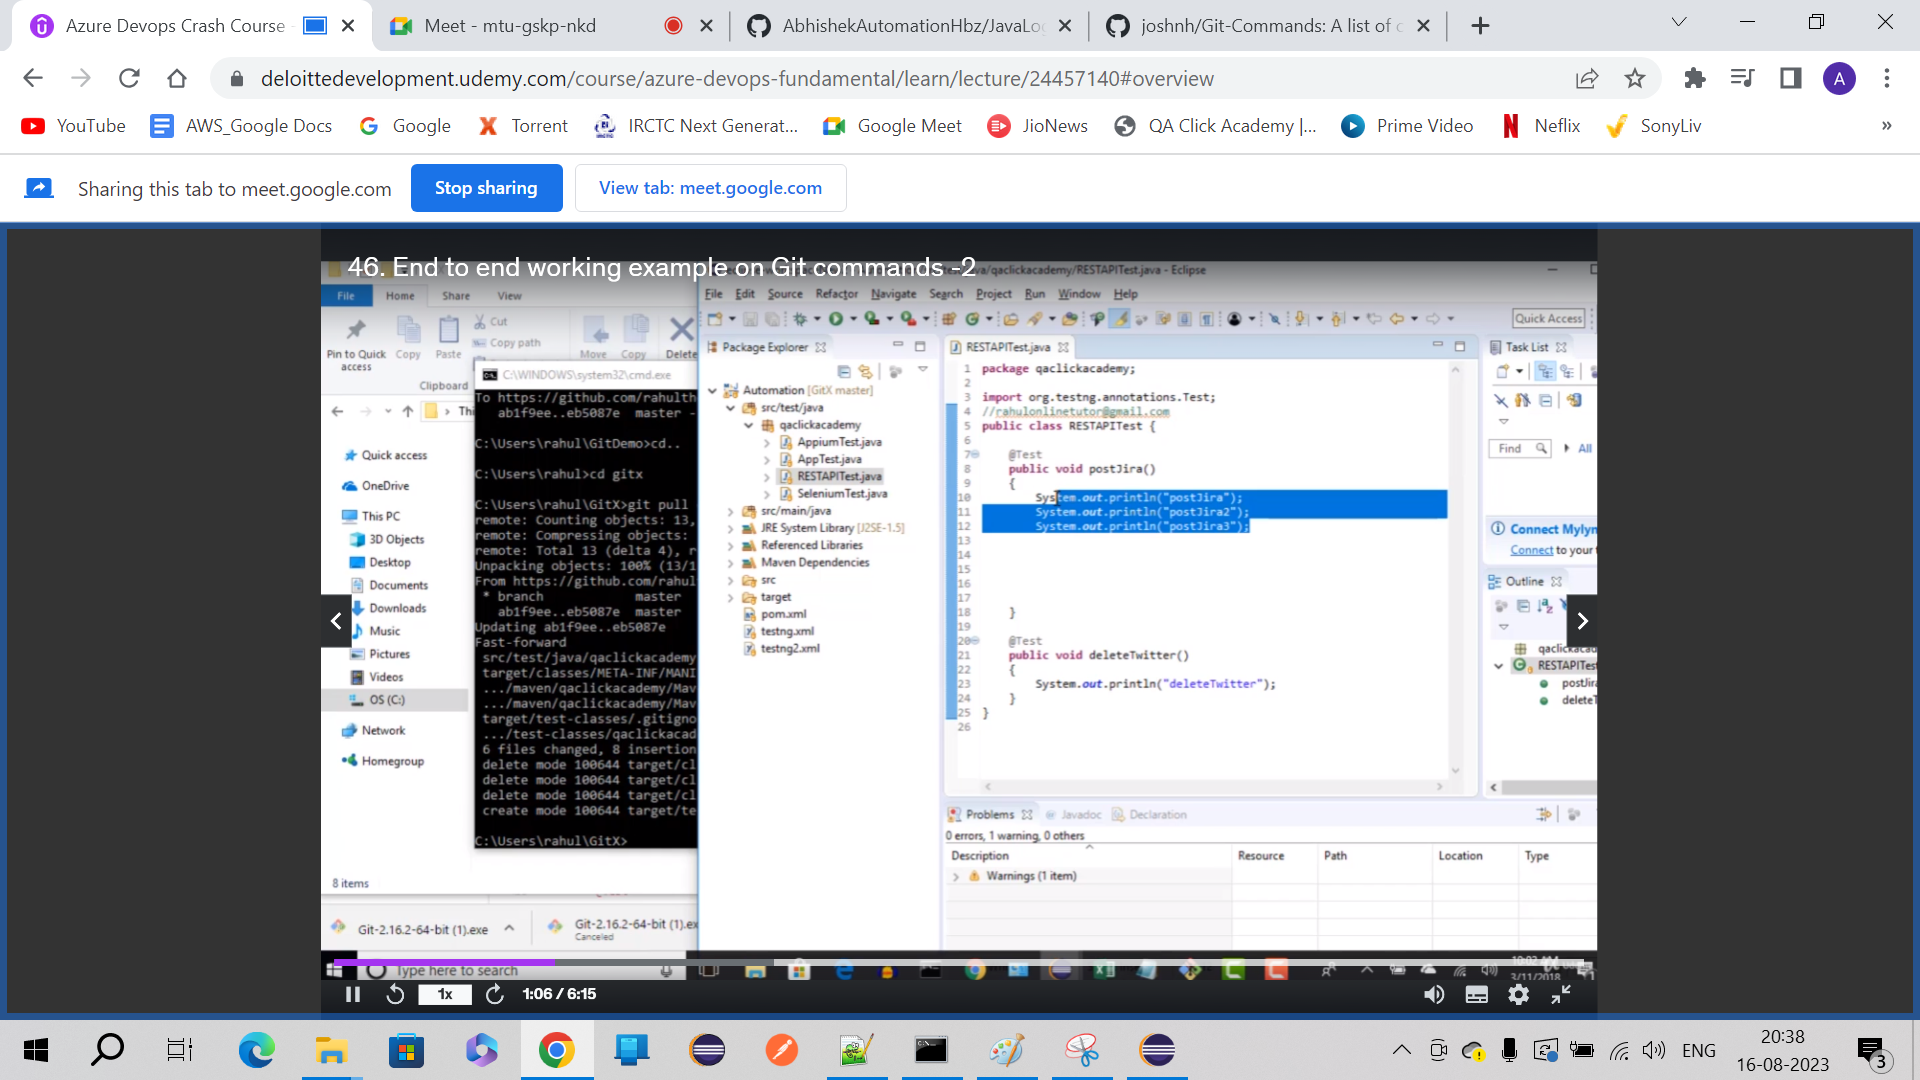 Azure Devops Crash Course
Meet - mtu-gskp-nkd
AbhishekAutomationHbz/JavaLo
joshnh/Git-Commands: A list of c
deloittedevelopment.udemy.com/course/azure-devops-fundamental/learn/lecture/24457140#overview
A
YouTube
AWS_Google Docs
Google
Torrent
IRCTC Next Generat...
Google Meet
JioNews
QA Click Academy |...
Prime Video
Neflix
SonyLiv
Sharing this tab to meet.google.com
Stop sharing
View tab: meet.google.com
46. End to end working example on Git commands -2
a/qaclickacademy/RESTAPITest.java - Eclipse
File Home Share View
Pin to Quick access
Copy
Paste
Cut
Copy path
Move
Copy
Delete
Clipboard
Thi
Quick access
OneDrive
This PC
3D Objects
Desktop
Documents
Downloads
Music
Pictures
Videos
OS (C:)
Network
Homegroup
8 items
C:\WINDOWS\system32\cmd.exe
To https://github.com/rahulth
ab1f9ee..eb5087e master -
C:\Users\rahul\GitDemo>cd..
C:\Users\rahul>cd gitx
C:\Users\rahul\GitX>git pull
remote: Counting objects: 13,
remote: Compressing objects:
remote: Total 13 (delta 4), r
Unpacking objects: 100% (13/1
From https://github.com/rahul
* branch master
ab1f9ee..eb5087e master
Updating ab1f9ee..eb5087e
Fast-forward
src/test/java/qaclickacademy
target/classes/META-INF/MANI
.../maven/qaclickacademy/Mav
.../maven/qaclickacademy/Mav
target/test-classes/.gitigno
.../test-classes/qaclickacad
6 files changed, 8 insertion
delete mode 100644 target/cl
delete mode 100644 target/cl
delete mode 100644 target/cl
create mode 100644 target/te
C:\Users\rahul\GitX>
File Edit Source Refactor Navigate Search Project Run Window Help
Quick Access
Package Explorer
Automation [GitX master]
src/test/java
qaclickacademy
AppiumTest.java
AppTest.java
RESTAPITest.java
SeleniumTest.java
src/main/java
JRE System Library [J2SE-1.5]
Referenced Libraries
Maven Dependencies
src
target
pom.xml
testng.xml
testng2.xml
RESTAPITest.java
1 package qaclickacademy;
2
3 import org.testng.annotations.Test;
4 //rahulonlinetutor@gmail.com
5 public class RESTAPITest {
6
7 @Test
8 public void postJira()
9 {
10 System.out.println("postJira");
11 System.out.println("postJira2");
12 System.out.println("postJira3");
13
14
15
16
17
18 }
19
20 @Test
21 public void deleteTwitter()
22 {
23 System.out.println("deleteTwitter");
24 }
25 }
26
Task List
Find
All
Connect Mylyn
Connect to your
Outline
qaclickacad
RESTAPITes
postJira
deleteT
Problems
Javadoc
Declaration
0 errors, 1 warning, 0 others
Description
Resource
Path
Location
Type
Warnings (1 item)
Git-2.16.2-64-bit (1).exe
Git-2.16.2-64-bit (1).ex
Canceled
Type here to search
3/11/2018
1x
1:06 / 6:15
ENG
20:38
16-08-2023
3